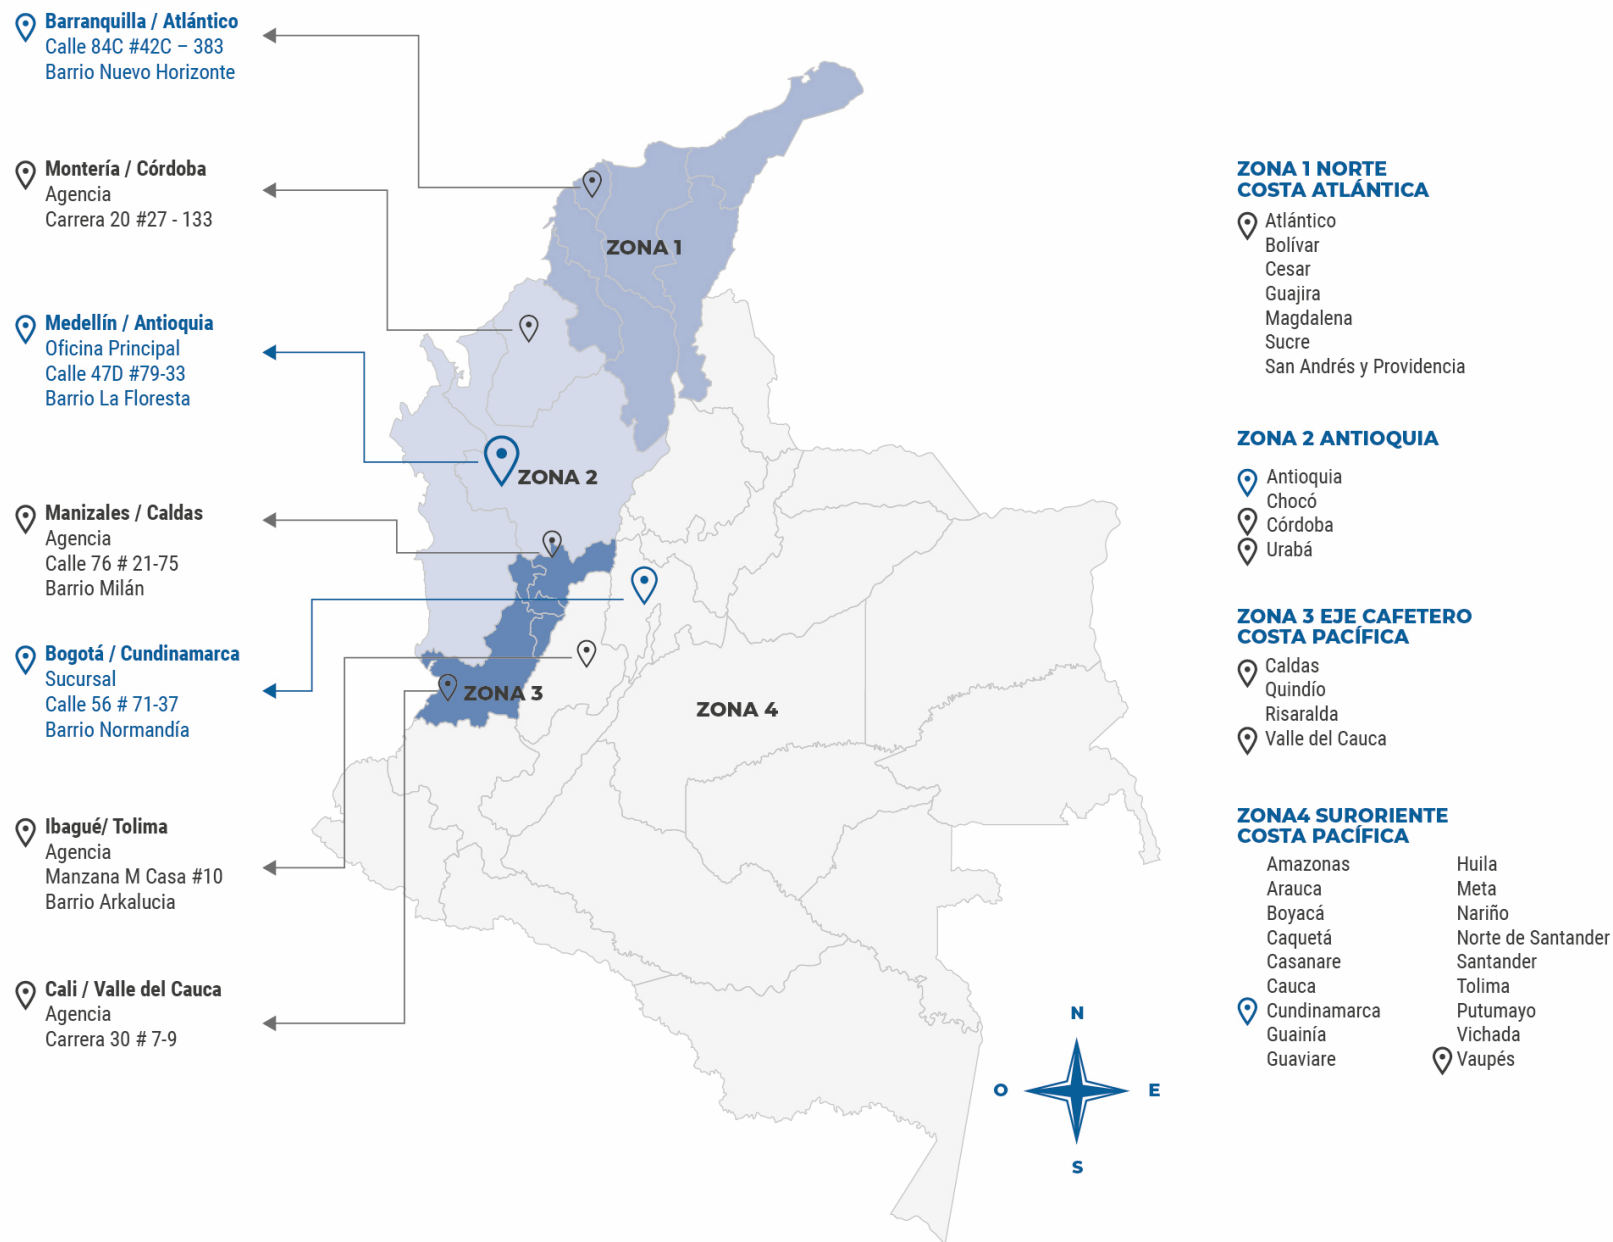 Barranquilla / Atlántico
Calle 84C #42C – 383
Barrio Nuevo Horizonte
Montería / Córdoba
Agencia
Carrera 20 #27 - 133
Medellín / Antioquia
Oficina Principal
Calle 47D #79-33
Barrio La Floresta
Manizales / Caldas
Agencia
Calle 76 # 21-75
Barrio Milán
Bogotá / Cundinamarca
Sucursal
Calle 56 # 71-37
Barrio Normandía
Ibagué/ Tolima
Agencia
Manzana M Casa #10
Barrio Arkalucia
Cali / Valle del Cauca
Agencia
Carrera 30 # 7-9
ZONA 1
ZONA 2
ZONA 3
ZONA 4
ZONA 1 NORTE
COSTA ATLÁNTICA
Atlántico
Bolívar
Cesar
Guajira
Magdalena
Sucre
San Andrés y Providencia
ZONA 2 ANTIOQUIA
Antioquia
Chocó
Córdoba
Urabá
ZONA 3 EJE CAFETERO
COSTA PACÍFICA
Caldas
Quindío
Risaralda
Valle del Cauca
ZONA4 SURORIENTE
COSTA PACÍFICA
Amazonas
Arauca
Boyacá
Caquetá
Casanare
Cauca
Cundinamarca
Guainía
Guaviare
Huila
Meta
Nariño
Norte de Santander
Santander
Tolima
Putumayo
Vichada
Vaupés
N
O
E
S